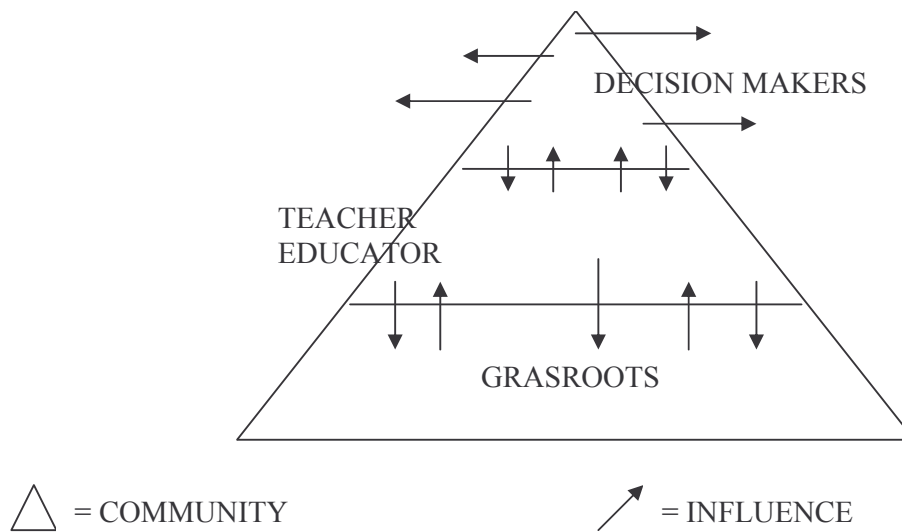 DECISION MAKERS
TEACHER
EDUCATOR
GRASROOTS
= COMMUNITY
= INFLUENCE